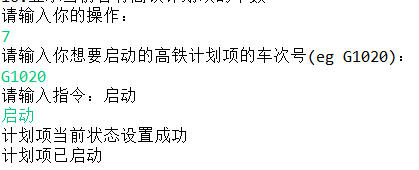 请输入你的操作：
7
请输入你想要启动的高铁计划项的车次号(eg G1020)：
G1020
请输入指令：启动
启动
计划项当前状态设置成功
计划项已启动